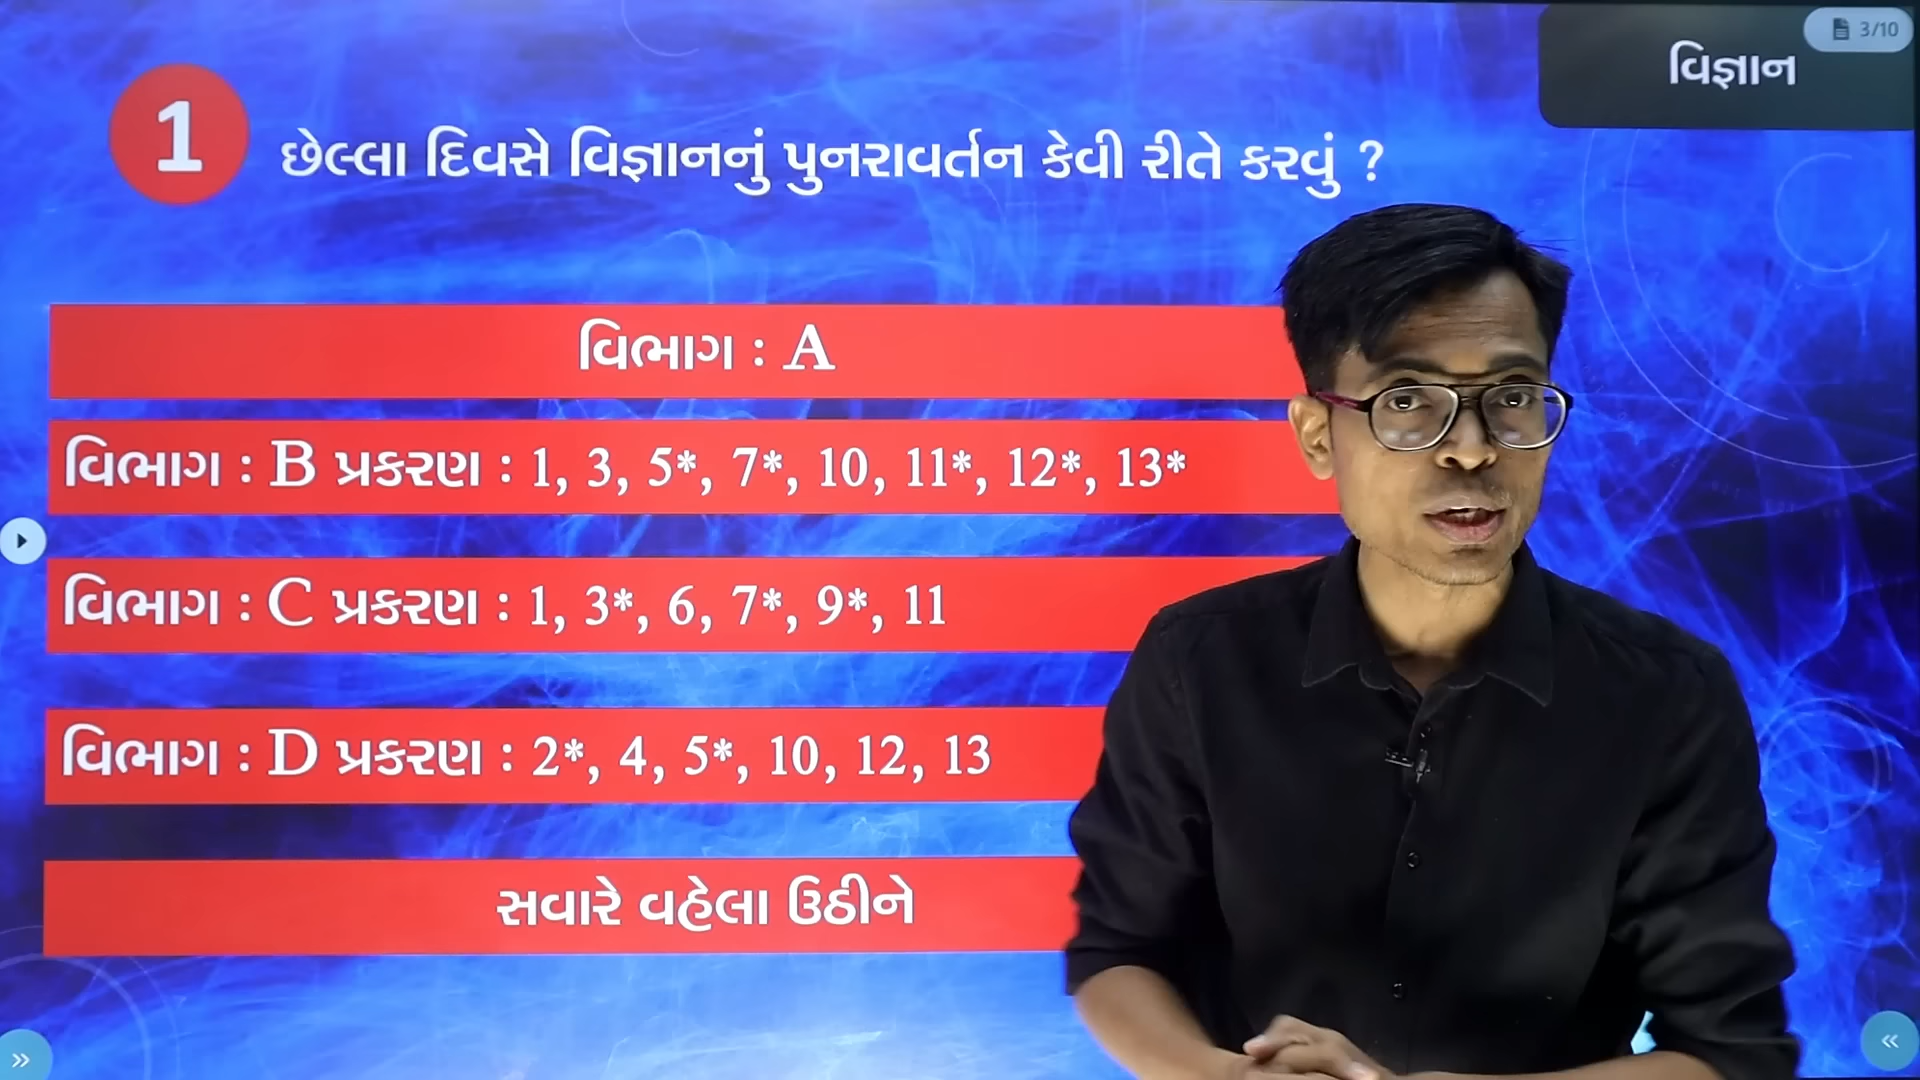 3/10
વિજ્ઞાન
1 છેલ્લા દિવસે વિજ્ઞાનનું પુનરાવર્તન કેવી રીતે કરવું ?
વિભાગ : A
વિભાગ : B પ્રકરણ : 1, 3, 5*, 7*, 10, 11*, 12*, 13*
વિભાગ : C પ્રકરણ : 1, 3*, 6, 7*, 9*, 11
વિભાગ : D પ્રકરણ : 2*, 4, 5*, 10, 12, 13
સવારે વહેલા ઉઠીને